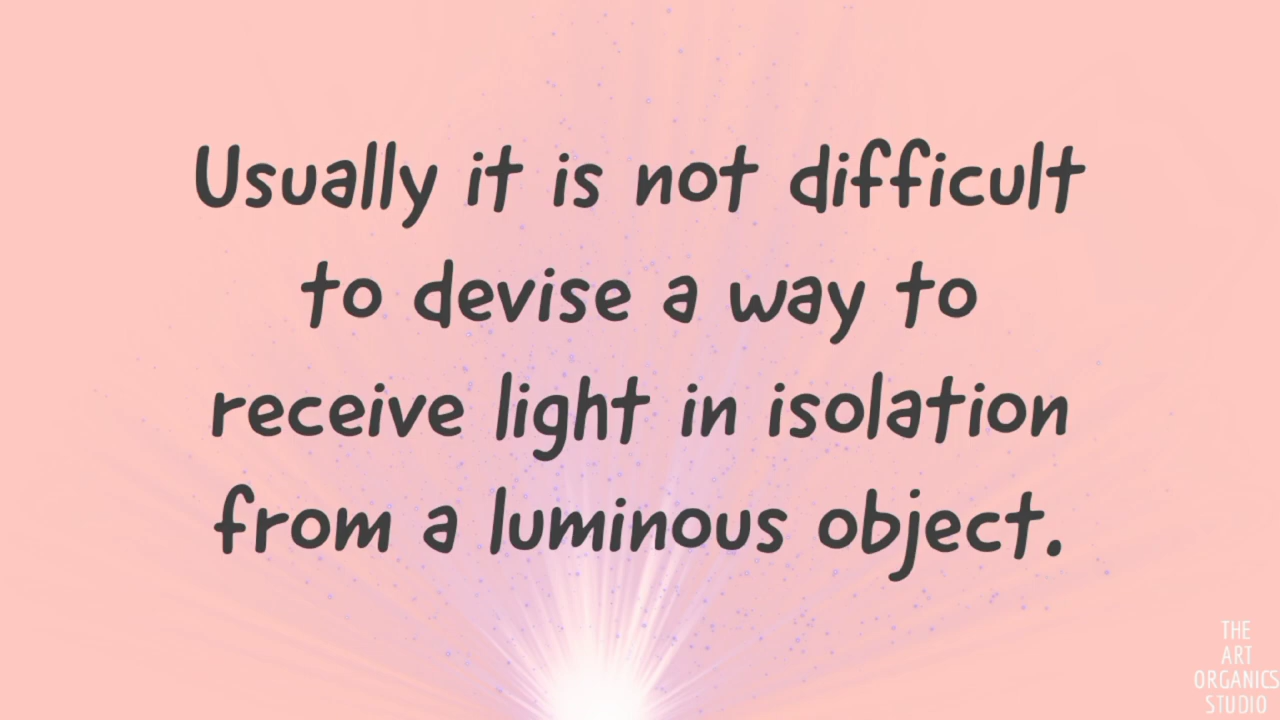 Usually it is not difficult
to devise a way to
receive light in isolation
from a luminous object.
THE
ART
ORGANICS
STUDIO